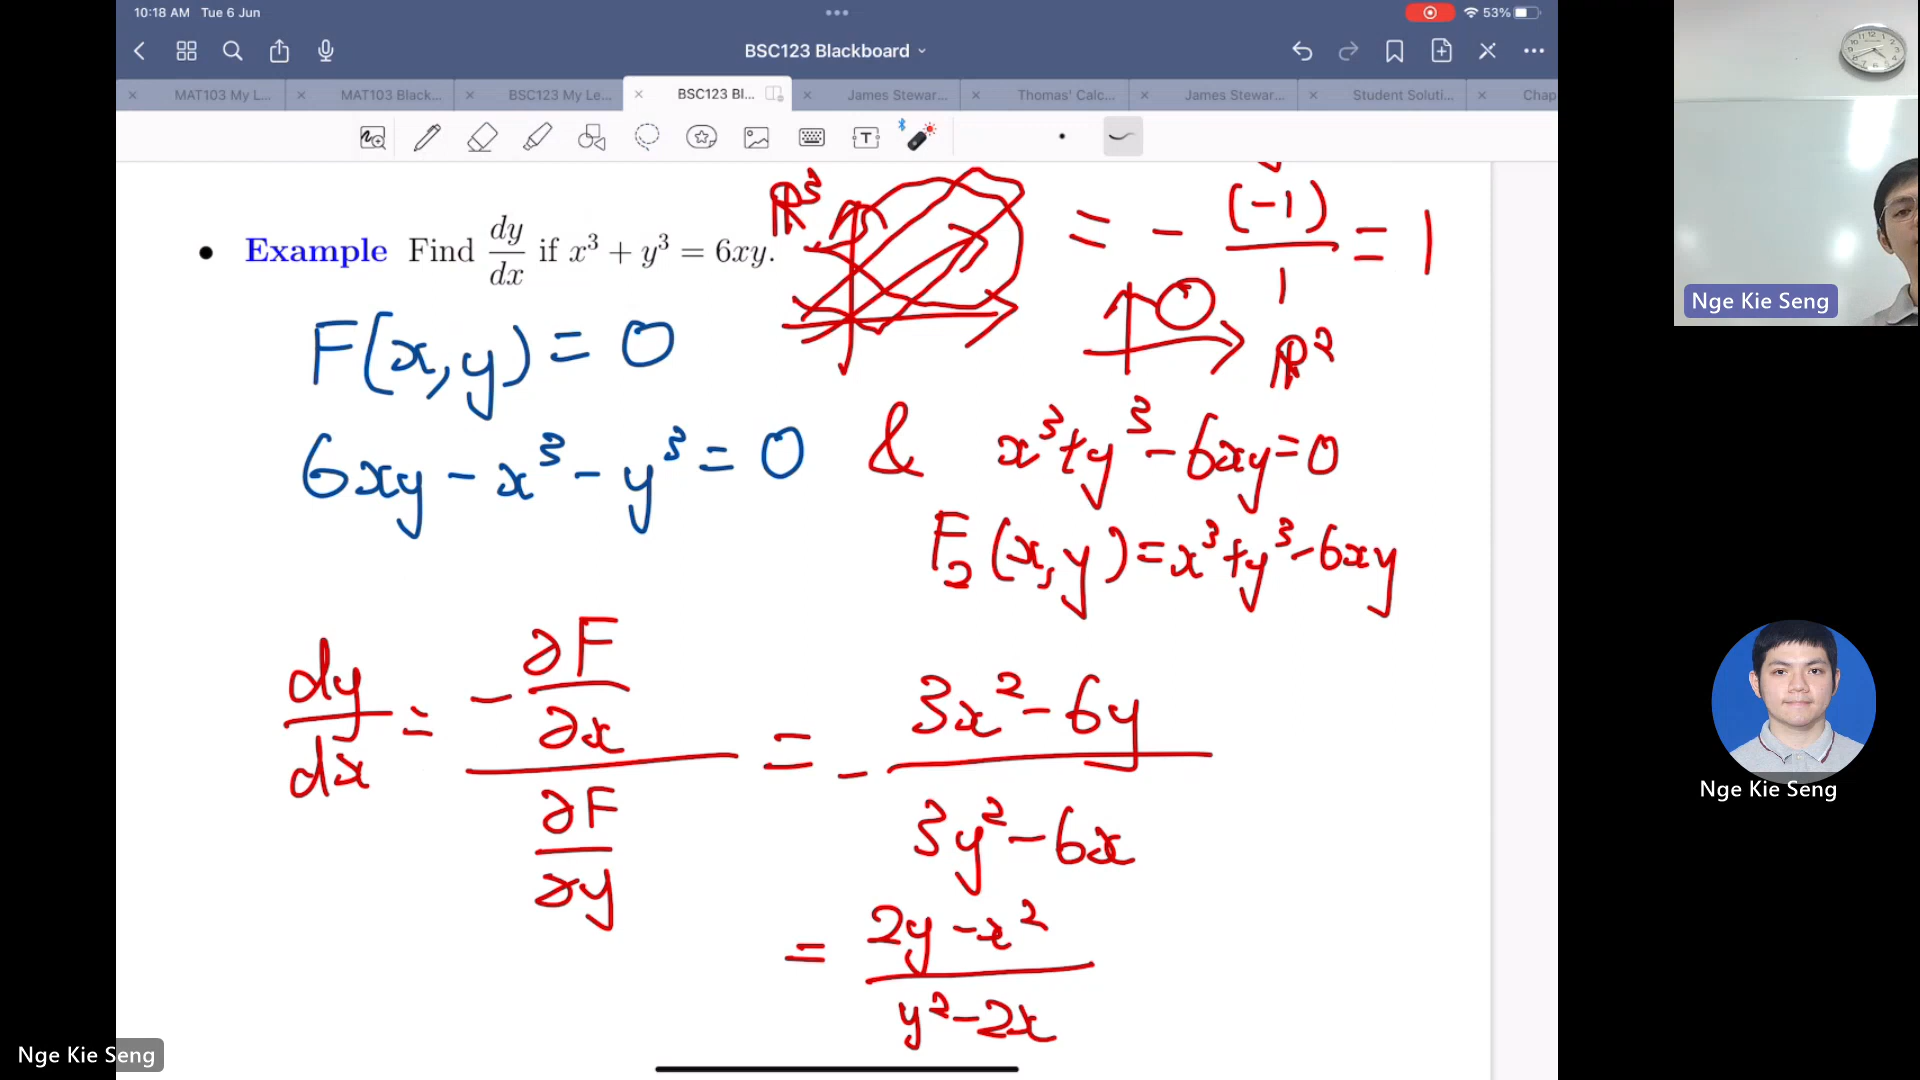 10:18 AM Tue 6 Jun
53%
BSC123 Blackboard
MAT103 My L...
MAT103 Black...
BSC123 My Le...
BSC123 Bl...
James Stewar...
Thomas' Calc...
James Stewar...
Student Soluti...
Chap
• Example Find dy/dx if x³ + y³ = 6xy.
ℝ³
= - (-1)/1 = 1
ℝ²
F(x,y) = 0
6xy - x³ - y³ = 0 & x³+y³-6xy=0
F₂(x,y)=x³+y³-6xy
dy/dx = -∂F/∂x / ∂F/∂y = - 3x²-6y / 3y²-6x
= 2y-x² / y²-2x
Nge Kie Seng
Nge Kie Seng
Nge Kie Seng